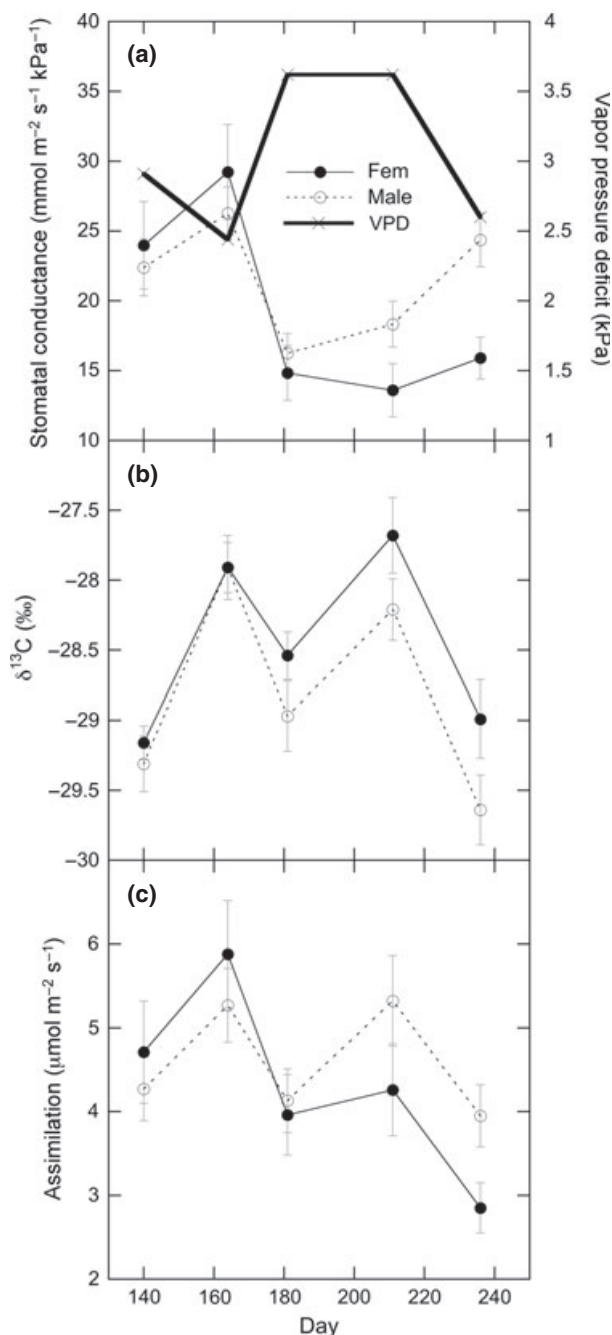 (a)
Stomatal conductance (mmol m⁻² s⁻¹ kPa⁻¹)
40
35
30
25
20
15
10
Fem
Male
VPD
4
3.5
3
2.5
2
1.5
1
Vapor pressure deficit (kPa)
(b)
δ¹³C (‰)
−27.5
−28
−28.5
−29
−29.5
−30
(c)
Assimilation (μmol m⁻² s⁻¹)
6
5
4
3
2
140 160 180 200 220 240
Day